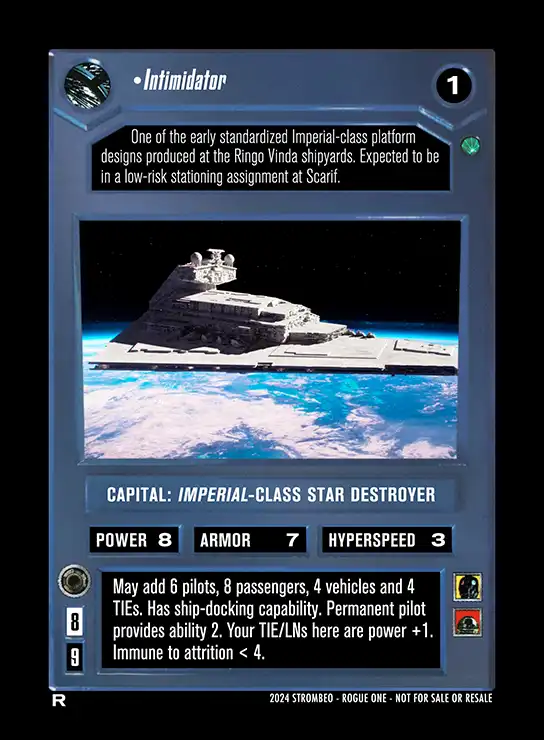 •Intimidator
1
One of the early standardized Imperial-class platform
designs produced at the Ringo Vinda shipyards. Expected to be
in a low-risk stationing assignment at Scarif.
CAPITAL: IMPERIAL-CLASS STAR DESTROYER
POWER 8 ARMOR 7 HYPERSPEED 3
May add 6 pilots, 8 passengers, 4 vehicles and 4
TIEs. Has ship-docking capability. Permanent pilot
provides ability 2. Your TIE/LNs here are power +1.
Immune to attrition < 4.
8
9
R
2024 STROMBEO - ROGUE ONE - NOT FOR SALE OR RESALE